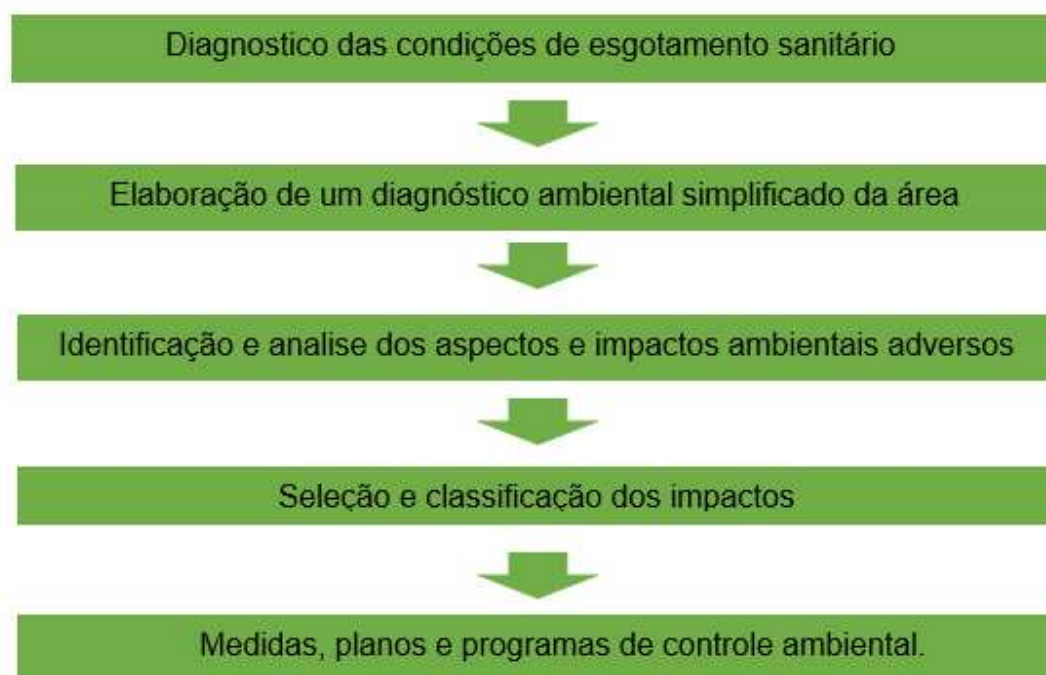 Diagnostico das condições de esgotamento sanitário
Elaboração de um diagnóstico ambiental simplificado da área
Identificação e analise dos aspectos e impactos ambientais adversos
Seleção e classificação dos impactos
Medidas, planos e programas de controle ambiental.